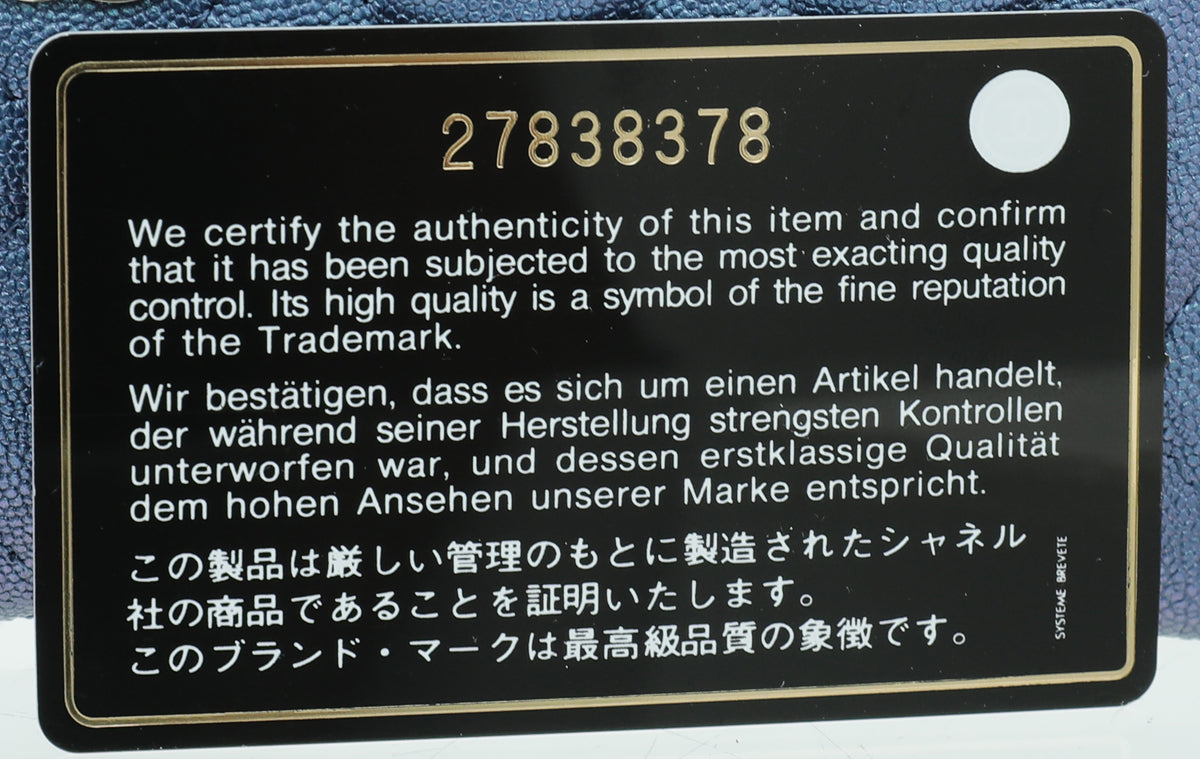 27838378
We certify the authenticity of this item and confirm
that it has been subjected to the most exacting quality
control. Its high quality is a symbol of the fine reputation
of the Trademark.
Wir bestätigen, dass es sich um einen Artikel handelt,
der während seiner Herstellung strengsten Kontrollen
unterworfen war, und dessen erstklassige Qualität
dem hohen Ansehen unserer Marke entspricht.
この製品は厳しい管理のもとに製造されたシャネル
社の商品であることを証明いたします。
このブランド・マークは最高級品質の象徴です。
SYSTEME BREVETE